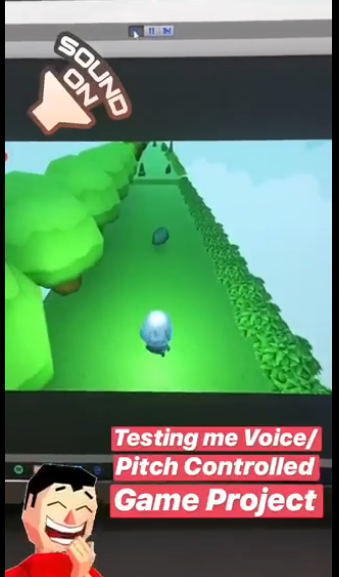 SOUND
ON
Testing me Voice/
Pitch Controlled
Game Project